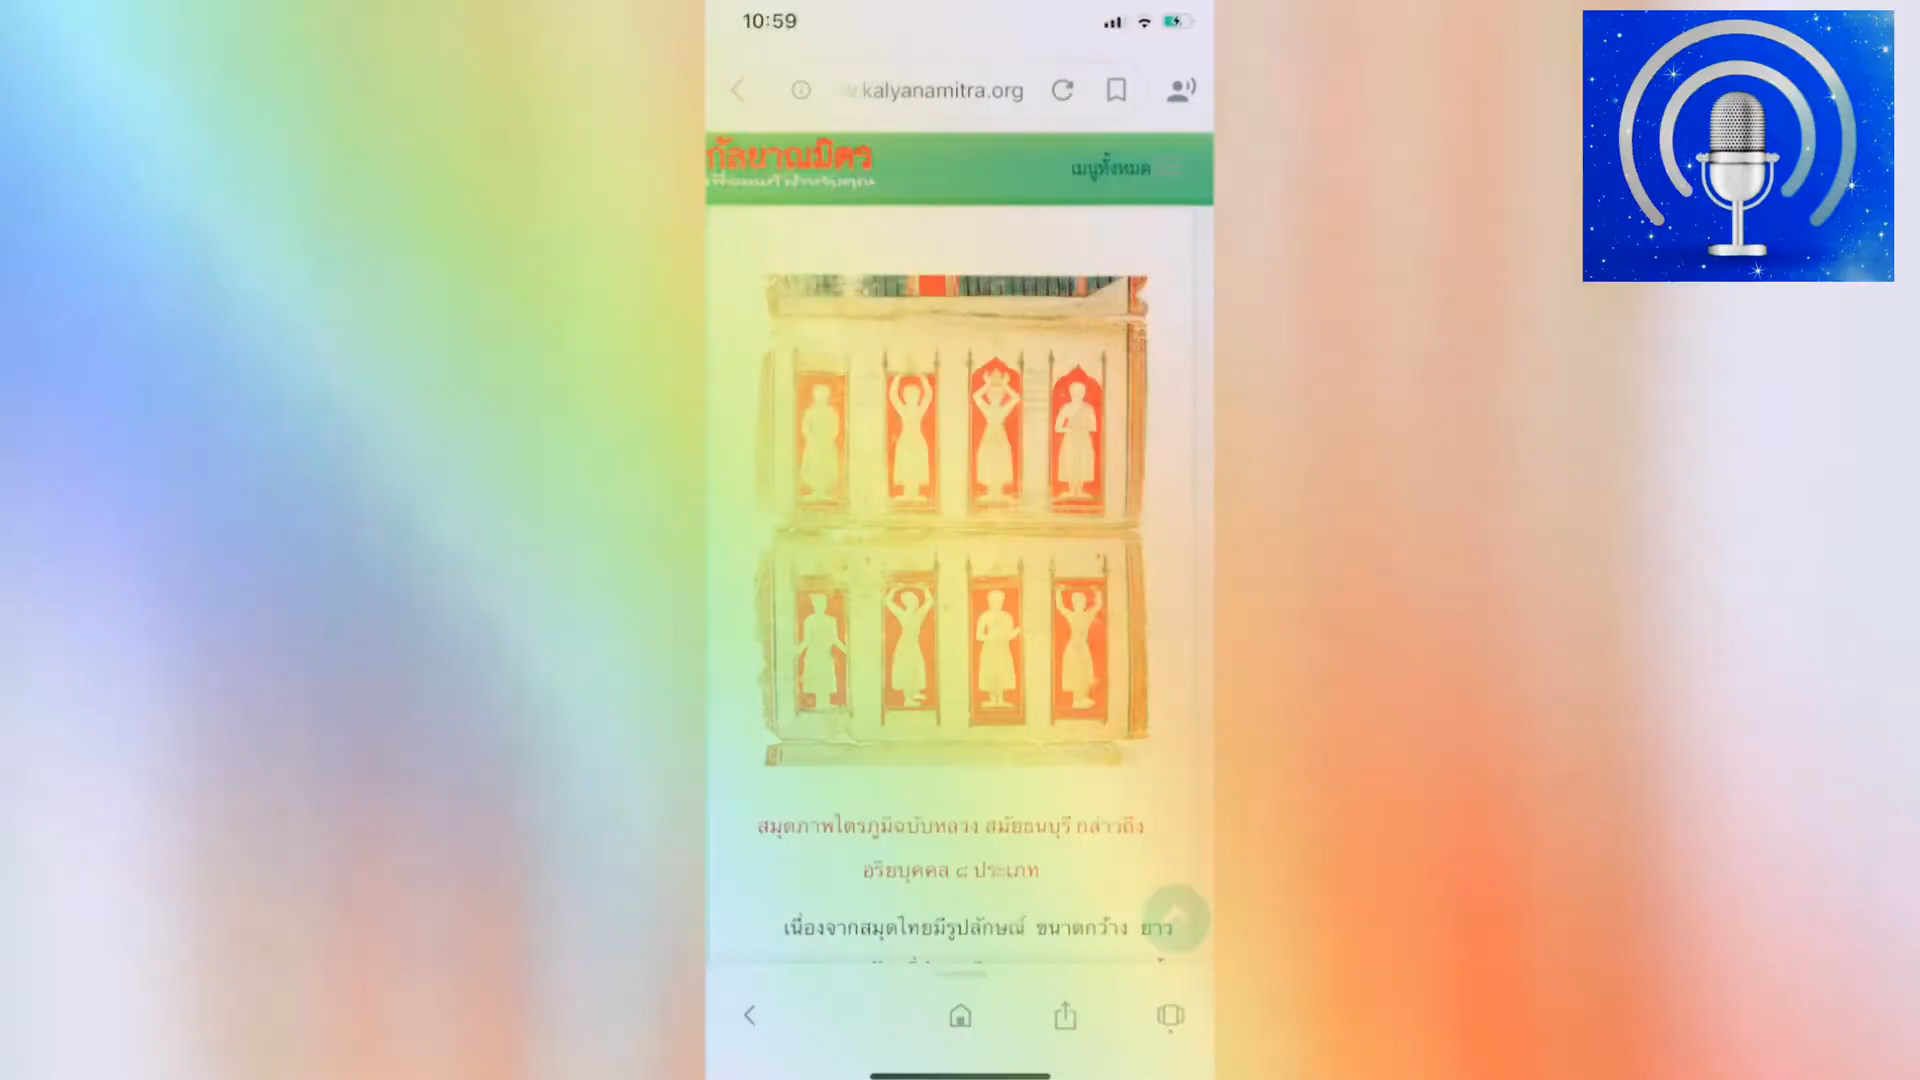 10:59
kalyanamitra.org
กัลยาณมิตร
เมนูทั้งหมด
สมุดภาพไตรภูมิฉบับหลวง สมัยธนบุรี กล่าวถึง
อริยบุคคล ๘ ประเภท
เนื่องจากสมุดไทยมีรูปลักษณ์ ขนาดกว้าง ยาว